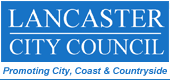 LANCASTER
CITY COUNCIL
Promoting City, Coast & Countryside